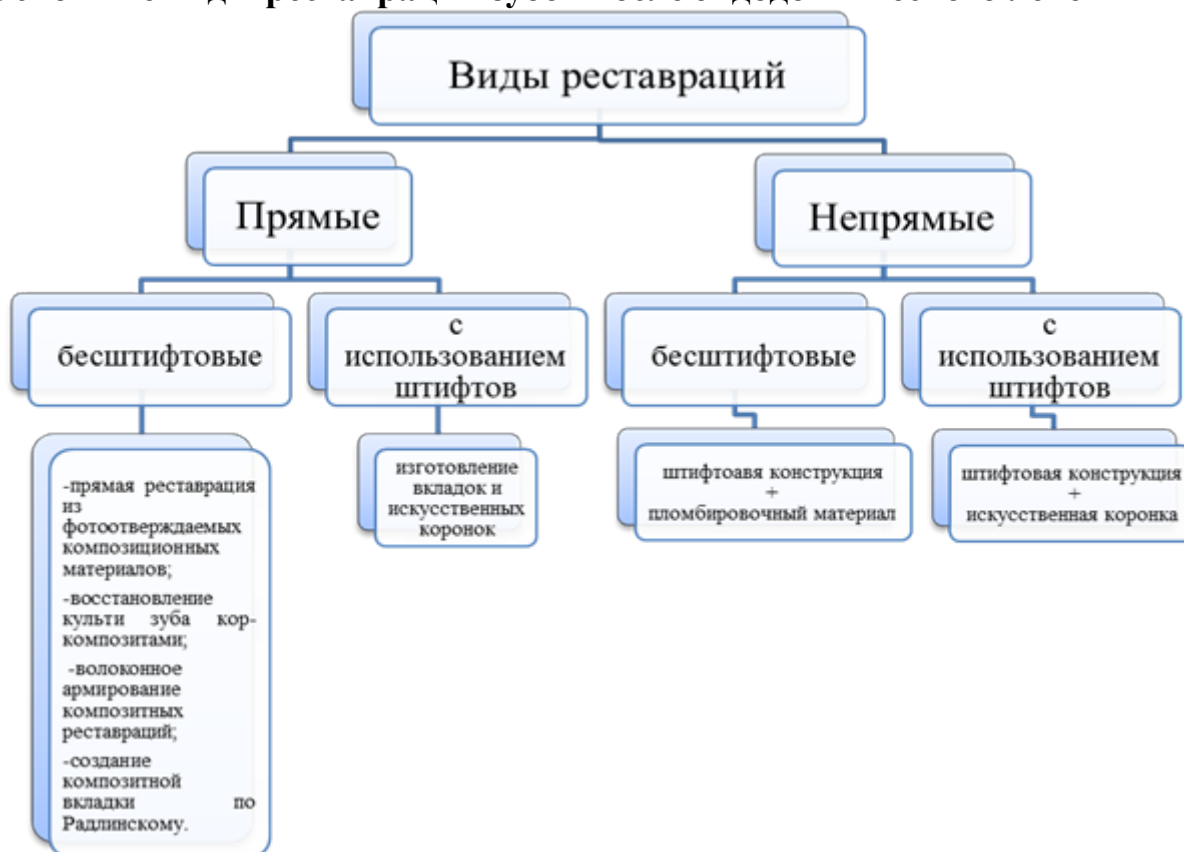 Виды реставраций
Прямые
Непрямые
бесштифтовые
с
использованием
штифтов
бесштифтовые
с
использованием
штифтов
-прямая реставрация
из
фотоотверждаемых
композиционных
материалов;
-восстановление
культи зуба кор-
композитами;
-волоконное
армирование
композитных
реставраций;
-создание
композитной
вкладки по
Радлинскому.
изготовление
вкладок и
искусственных
коронок
штифтоавя конструкция
+
пломбировочный материал
штифтовая конструкция
+
искусственная коронка